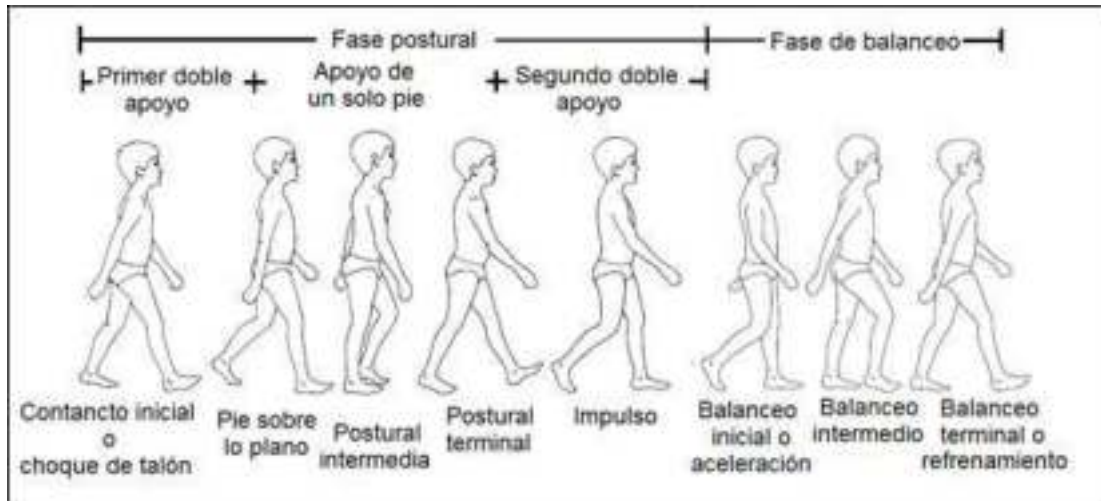 Fase postural
Fase de balanceo
Primer doble
apoyo
Apoyo de
un solo pie
Segundo doble
apoyo
Contancto inicial
o
choque de talón
Pie sobre
lo plano
Postural
intermedia
Postural
terminal
Impulso
Balanceo
inicial o
aceleración
Balanceo
intermedio
Balanceo
terminal o
refrenamiento